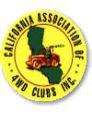 CALIFORNIA ASSOCIATION OF
4WD CLUBS INC.